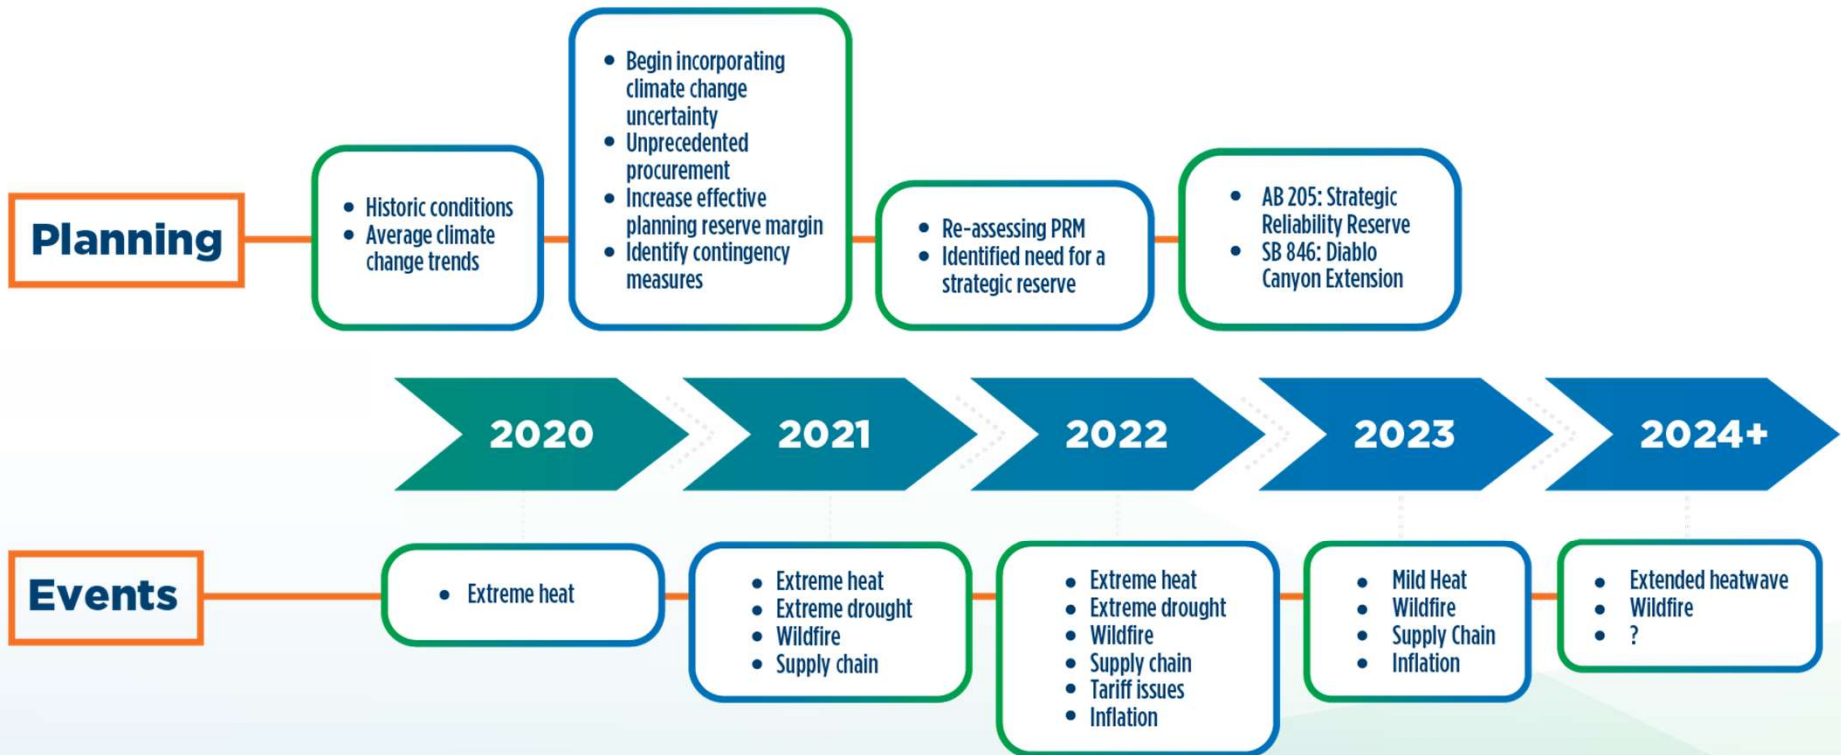 Planning
• Historic conditions
• Average climate
change trends
• Begin incorporating
climate change
uncertainty
• Unprecedented
procurement
• Increase effective
planning reserve margin
• Identify contingency
measures
• Re-assessing PRM
• Identified need for a
strategic reserve
• AB 205: Strategic
Reliability Reserve
• SB 846: Diablo
Canyon Extension
2020
2021
2022
2023
2024+
Events
• Extreme heat
• Extreme heat
• Extreme drought
• Wildfire
• Supply chain
• Extreme heat
• Extreme drought
• Wildfire
• Supply chain
• Tariff issues
• Inflation
• Mild Heat
• Wildfire
• Supply Chain
• Inflation
• Extended heatwave
• Wildfire
• ?